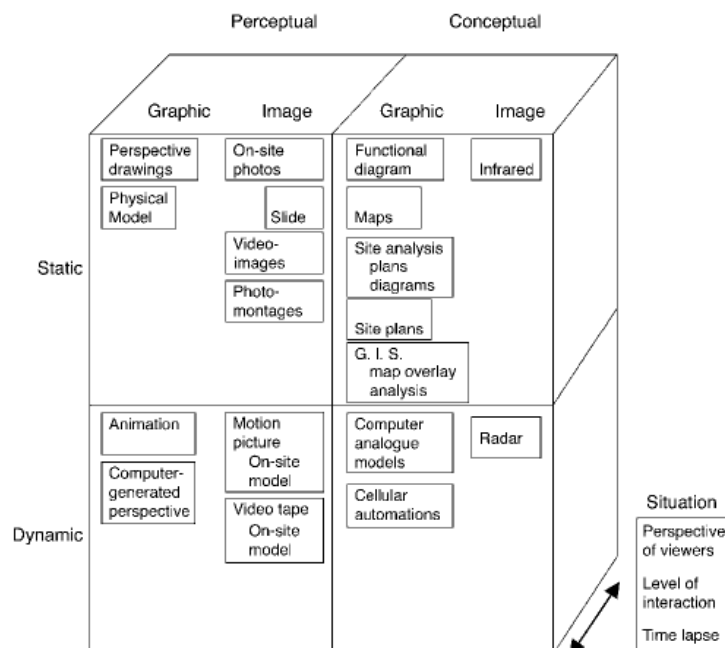 Perceptual
Conceptual
Graphic
Image
Graphic
Image
Static
Perspective
drawings
Physical
Model
On-site
photos
Slide
Video-
images
Photo-
montages
Functional
diagram
Maps
Site analysis
plans
diagrams
Site plans
G. I. S.
map overlay
analysis
Infrared
Dynamic
Animation
Computer-
generated
perspective
Motion
picture
On-site
model
Video tape
On-site
model
Computer
analogue
models
Cellular
automations
Radar
Situation
Perspective
of viewers
Level of
interaction
Time lapse